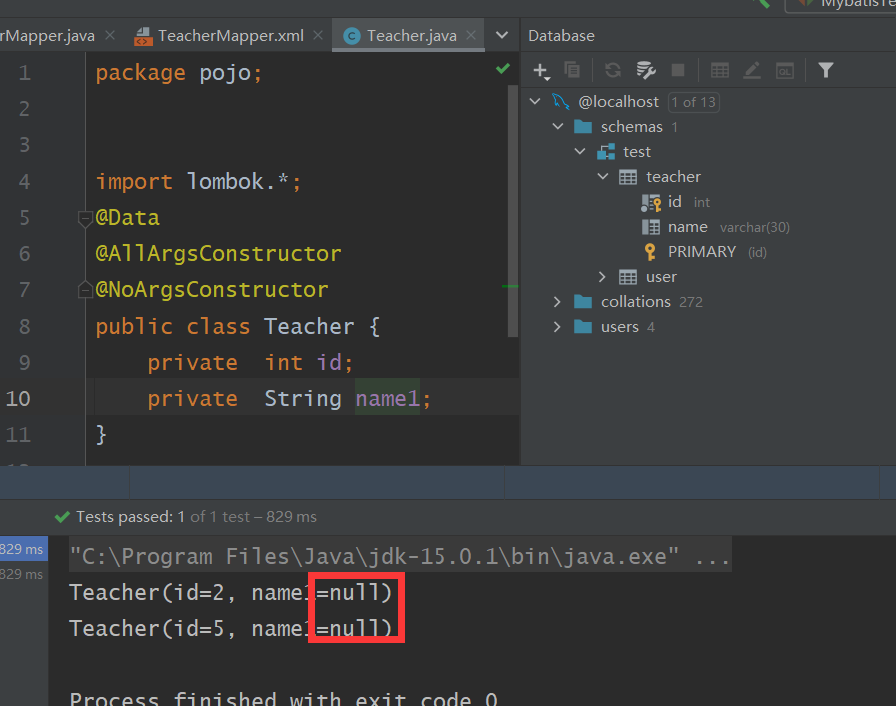 MybatisTe
rMapper.java
TeacherMapper.xml
Teacher.java
Database
1 package pojo;
2
3
4 import lombok.*;
5 @Data
6 @AllArgsConstructor
7 @NoArgsConstructor
8 public class Teacher {
9 private int id;
10 private String name1;
11 }
@localhost 1 of 13
schemas 1
test
teacher
id int
name varchar(30)
PRIMARY (id)
user
collations 272
users 4
Tests passed: 1 of 1 test – 829 ms
829 ms
829 ms
"C:\Program Files\Java\jdk-15.0.1\bin\java.exe" ...
Teacher(id=2, name1=null)
Teacher(id=5, name1=null)
Process finished with exit code 0